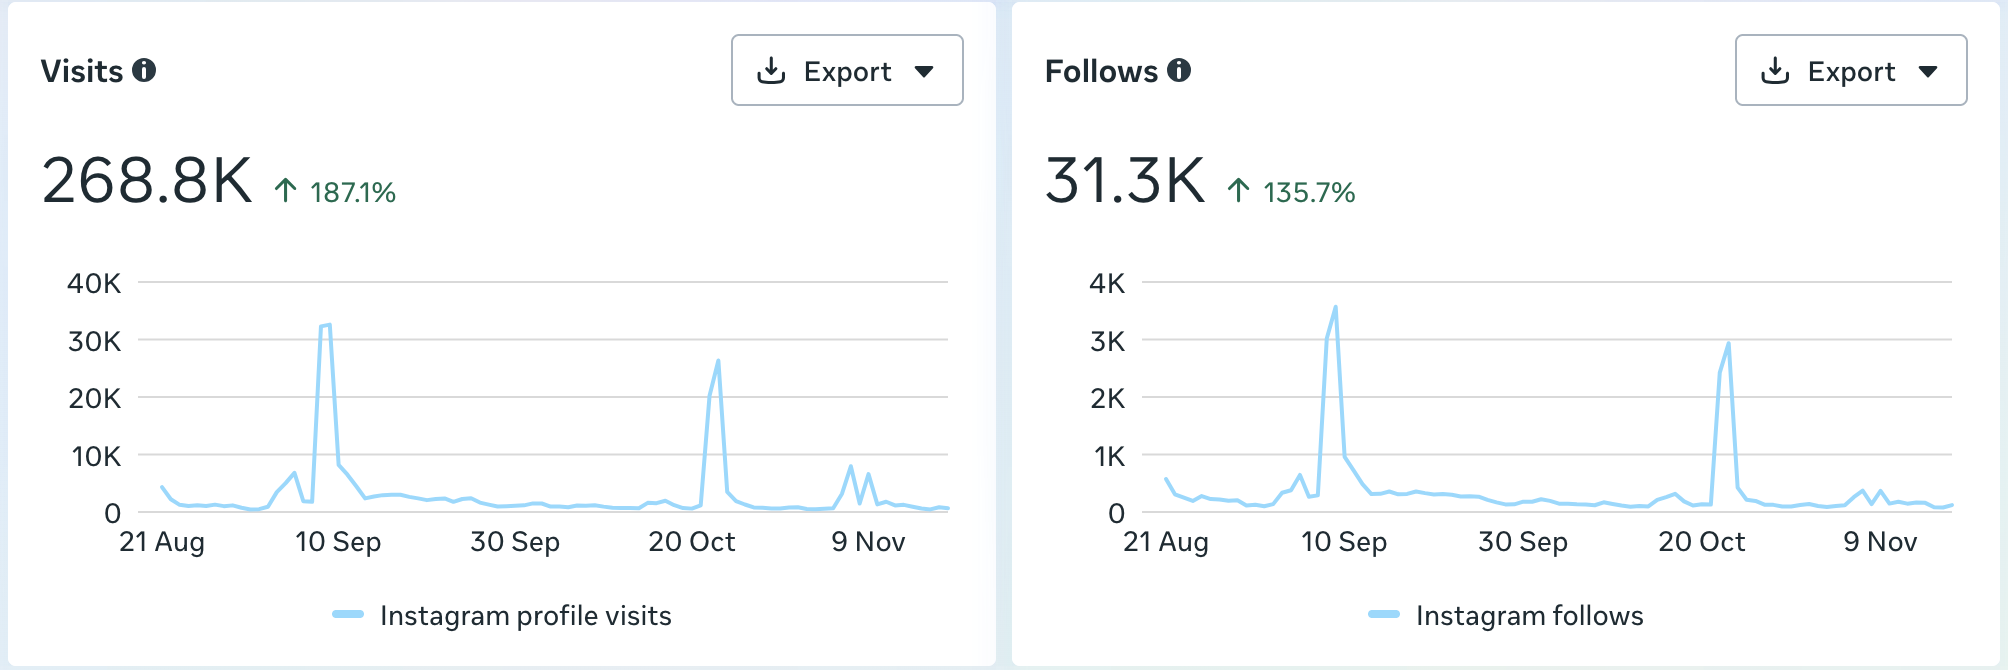 Visits
Export
268.8K 187.1%
40K
30K
20K
10K
0
21 Aug 10 Sep 30 Sep 20 Oct 9 Nov
Instagram profile visits
Follows
Export
31.3K 135.7%
4K
3K
2K
1K
0
21 Aug 10 Sep 30 Sep 20 Oct 9 Nov
Instagram follows